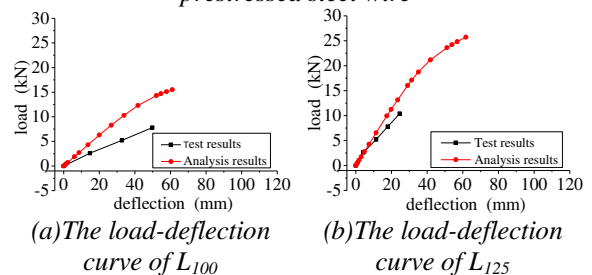 prestressed steel wire
30
25
20
15
10
5
0
-5
load (kN)
Test results
Analysis results
0 20 40 60 80 100 120
deflection (mm)
(a)The load-deflection
curve of L100
30
25
20
15
10
5
0
-5
load (kN)
Test results
Analysis results
0 20 40 60 80 100 120
deflection (mm)
(b)The load-deflection
curve of L125